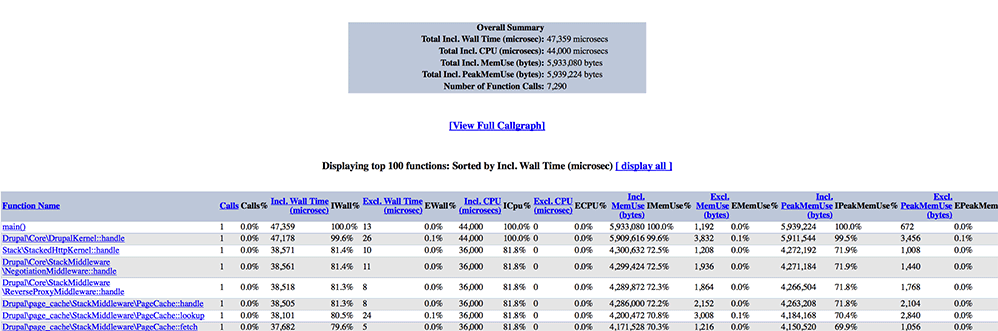 Overall Summary
Total Incl. Wall Time (microsec): 47,359 microsecs
Total Incl. CPU (microsecs): 44,000 microsecs
Total Incl. MemUse (bytes): 5,933,080 bytes
Total Incl. PeakMemUse (bytes): 5,939,224 bytes
Number of Function Calls: 7,290
[View Full Callgraph]
Displaying top 100 functions: Sorted by Incl. Wall Time (microsec) [ display all ]
Function Name Calls Calls% Incl. Wall Time (microsec) IWall% Excl. Wall Time (microsec) EWall% Incl. CPU (microsecs) ICpu% Excl. CPU (microsec) ECPU% Incl. MemUse (bytes) IMemUse% Excl. MemUse (bytes) EMemUse% Incl. PeakMemUse (bytes) IPeakMemUse% Excl. PeakMemUse (bytes) EPeakMem
main() 1 0.0% 47,359 100.0% 13 0.0% 44,000 100.0% 0 0.0% 5,933,080 100.0% 1,192 0.0% 5,939,224 100.0% 672 0.0%
Drupal\Core\DrupalKernel::handle 1 0.0% 47,178 99.6% 26 0.1% 44,000 100.0% 0 0.0% 5,909,616 99.6% 3,832 0.1% 5,911,544 99.5% 3,456 0.1%
Stack\StackedHttpKernel::handle 1 0.0% 38,571 81.4% 10 0.0% 36,000 81.8% 0 0.0% 4,300,632 72.5% 1,208 0.0% 4,272,192 71.9% 1,008 0.0%
Drupal\Core\StackMiddleware
\NegotiationMiddleware::handle 1 0.0% 38,561 81.4% 11 0.0% 36,000 81.8% 0 0.0% 4,299,424 72.5% 1,936 0.0% 4,271,184 71.9% 1,440 0.0%
Drupal\Core\StackMiddleware
\ReverseProxyMiddleware::handle 1 0.0% 38,518 81.3% 8 0.0% 36,000 81.8% 0 0.0% 4,289,872 72.3% 1,864 0.0% 4,266,504 71.8% 1,768 0.0%
Drupal\page_cache\StackMiddleware\PageCache::handle 1 0.0% 38,505 81.3% 8 0.0% 36,000 81.8% 0 0.0% 4,286,000 72.2% 2,152 0.0% 4,263,208 71.8% 2,104 0.0%
Drupal\page_cache\StackMiddleware\PageCache::lookup 1 0.0% 38,101 80.5% 24 0.1% 36,000 81.8% 0 0.0% 4,200,472 70.8% 3,008 0.1% 4,184,168 70.4% 2,840 0.0%
Drupal\page_cache\StackMiddleware\PageCache::fetch 1 0.0% 37,682 79.6% 5 0.0% 36,000 81.8% 0 0.0% 4,171,528 70.3% 1,216 0.0% 4,150,520 69.9% 1,056 0.0%